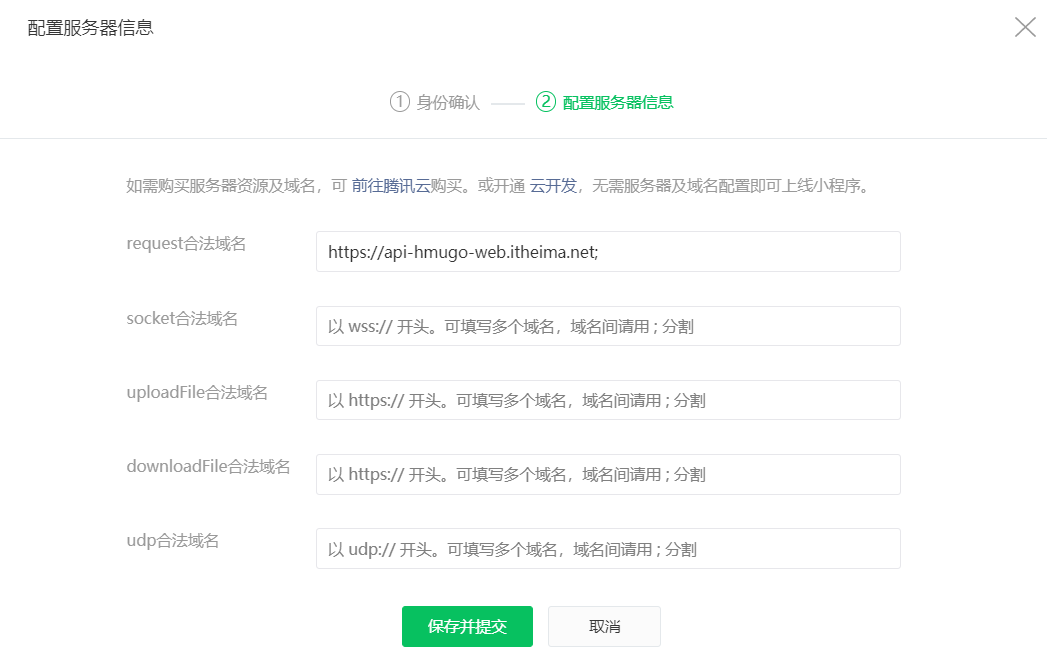 配置服务器信息
① 身份确认 ② 配置服务器信息
如需购买服务器资源及域名，可 前往腾讯云购买。或开通 云开发，无需服务器及域名配置即可上线小程序。
request合法域名 https://api-hmugo-web.itheima.net;
socket合法域名 以 wss:// 开头。可填写多个域名，域名间请用 ; 分割
uploadFile合法域名 以 https:// 开头。可填写多个域名，域名间请用 ; 分割
downloadFile合法域名 以 https:// 开头。可填写多个域名，域名间请用 ; 分割
udp合法域名 以 udp:// 开头。可填写多个域名，域名间请用 ; 分割
保存并提交 取消